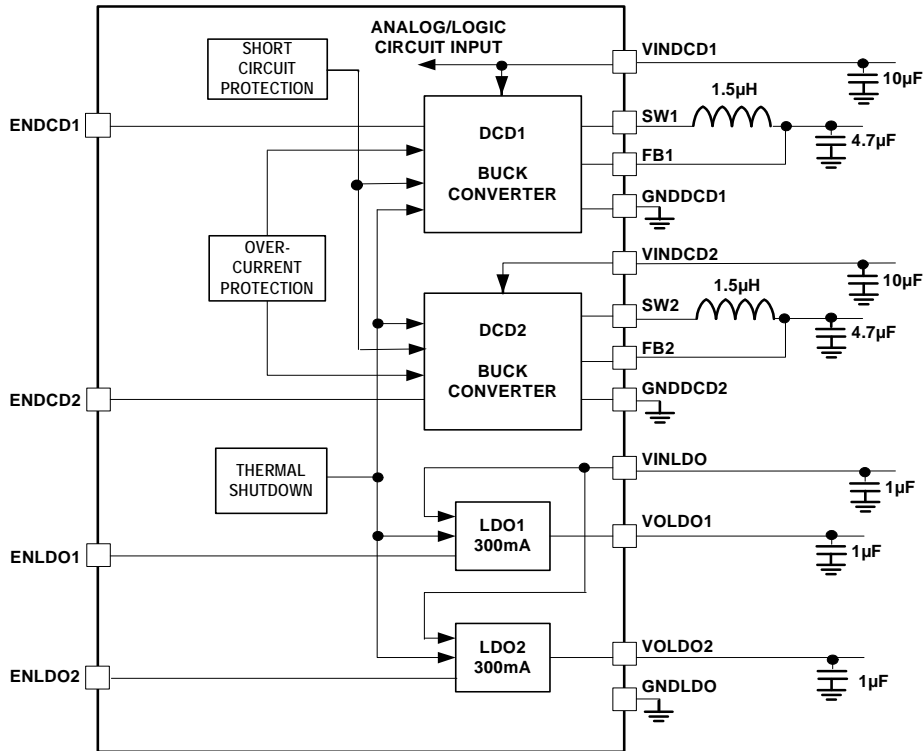 ANALOG/LOGIC
CIRCUIT INPUT
SHORT
CIRCUIT
PROTECTION
VINDCD1
10µF
1.5µH
ENDCD1
SW1
4.7µF
DCD1
BUCK
CONVERTER
FB1
GNDDCD1
OVER-
CURRENT
PROTECTION
VINDCD2
10µF
1.5µH
SW2
4.7µF
DCD2
BUCK
CONVERTER
FB2
ENDCD2
GNDDCD2
THERMAL
SHUTDOWN
VINLDO
1µF
LDO1
300mA
VOLDO1
1µF
ENLDO1
LDO2
300mA
VOLDO2
1µF
ENLDO2
GNDLDO